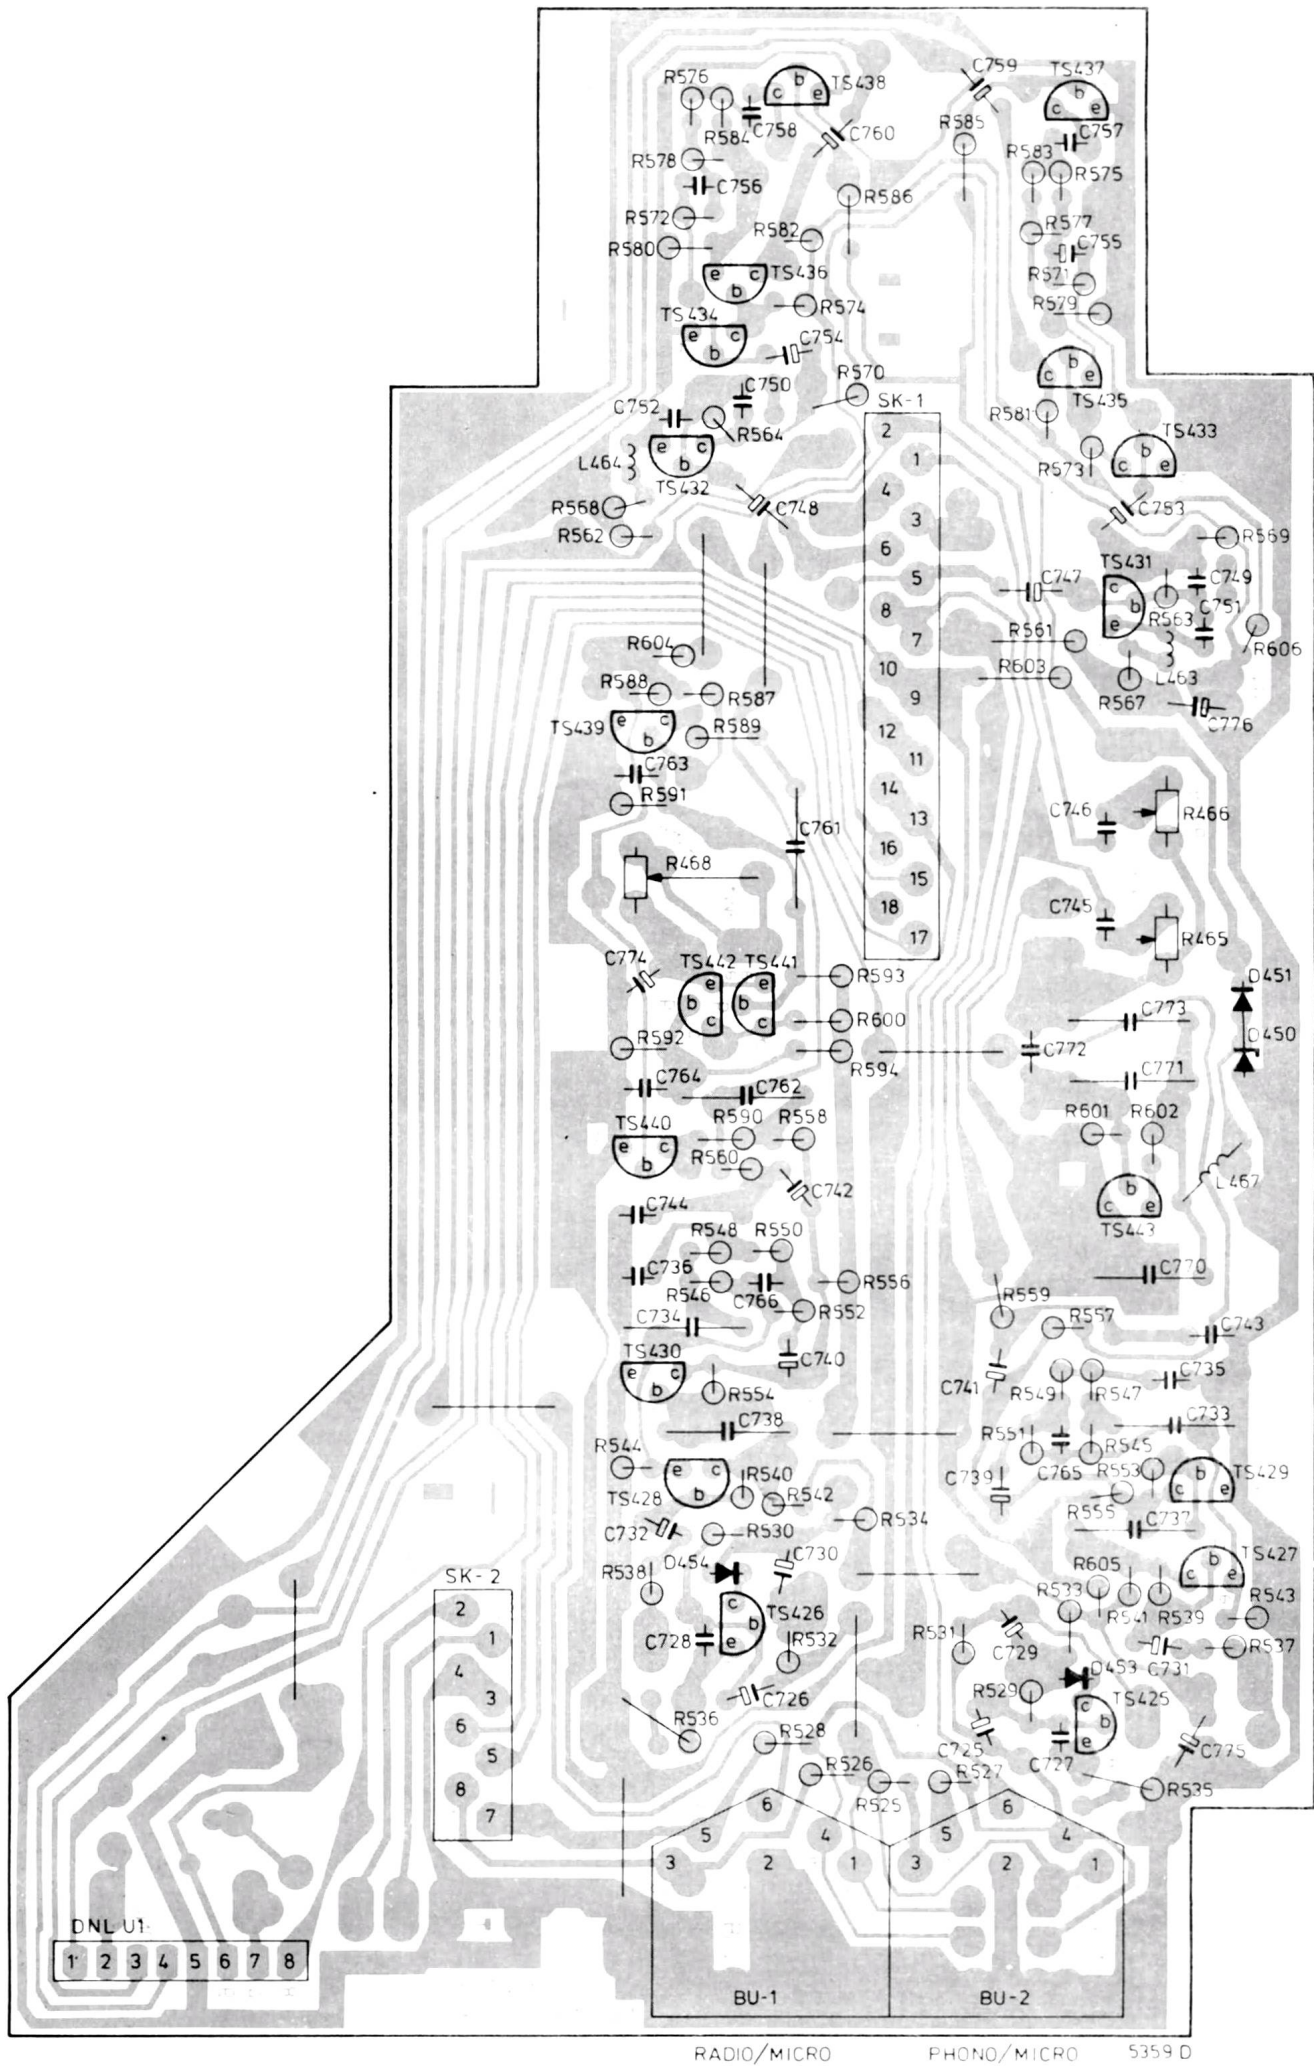 C759
TS437
R576
TS438
b
c e
b
c e
R584
C758
C760
R585
C757
R583
R578
R575
C756
R586
R572
R577
R582
C755
R580
e c
b
TS436
R571
R574
R579
TS434
e c
b
C754
R570
C750
SK-1
c e
TS435
C752
R581
R564
2
TS433
L464
e c
b
1
b
c e
TS432
R573
4
R568
C748
3
C753
R562
6
R569
TS431
5
C747
c
b
e
C749
8
R563
C751
R561
7
R604
R606
10
R603
L463
R588
R587
9
R567
TS439
e c
b
R589
12
C776
C763
11
R591
14
C746
R466
13
C761
R468
16
15
18
C745
17
R465
C774
TS442
TS441
e
b
c
e
b
c
R593
D451
R600
C773
R592
D450
R594
C772
C764
C762
C771
TS440
R590
R558
R601
R602
e c
b
R560
C742
b
c e
L467
C744
TS443
R548
R550
C736
C770
R546
C766
R556
R559
C734
R552
R557
C743
TS430
C740
e c
b
C741
C735
R554
R549
R547
C738
C733
R551
R544
R545
e c
b
R540
C739
C765
R553
b
c e
TS429
TS428
R542
R555
C732
R530
R534
C737
D454
C730
TS427
R538
R605
b
c e
SK-2
c
b
e
R533
2
TS426
R543
R541
R539
1
C728
R532
R531
C729
R537
4
D453
C731
3
R529
TS425
C726
c
b
e
6
R536
R528
C725
C775
5
C727
8
R526
R527
R535
R525
7
6
6
5
4
5
4
3
2
1
3
2
1
DNL U1
1 2 3 4 5 6 7 8
BU-1
BU-2
RADIO/MICRO
PHONO/MICRO
5359 D